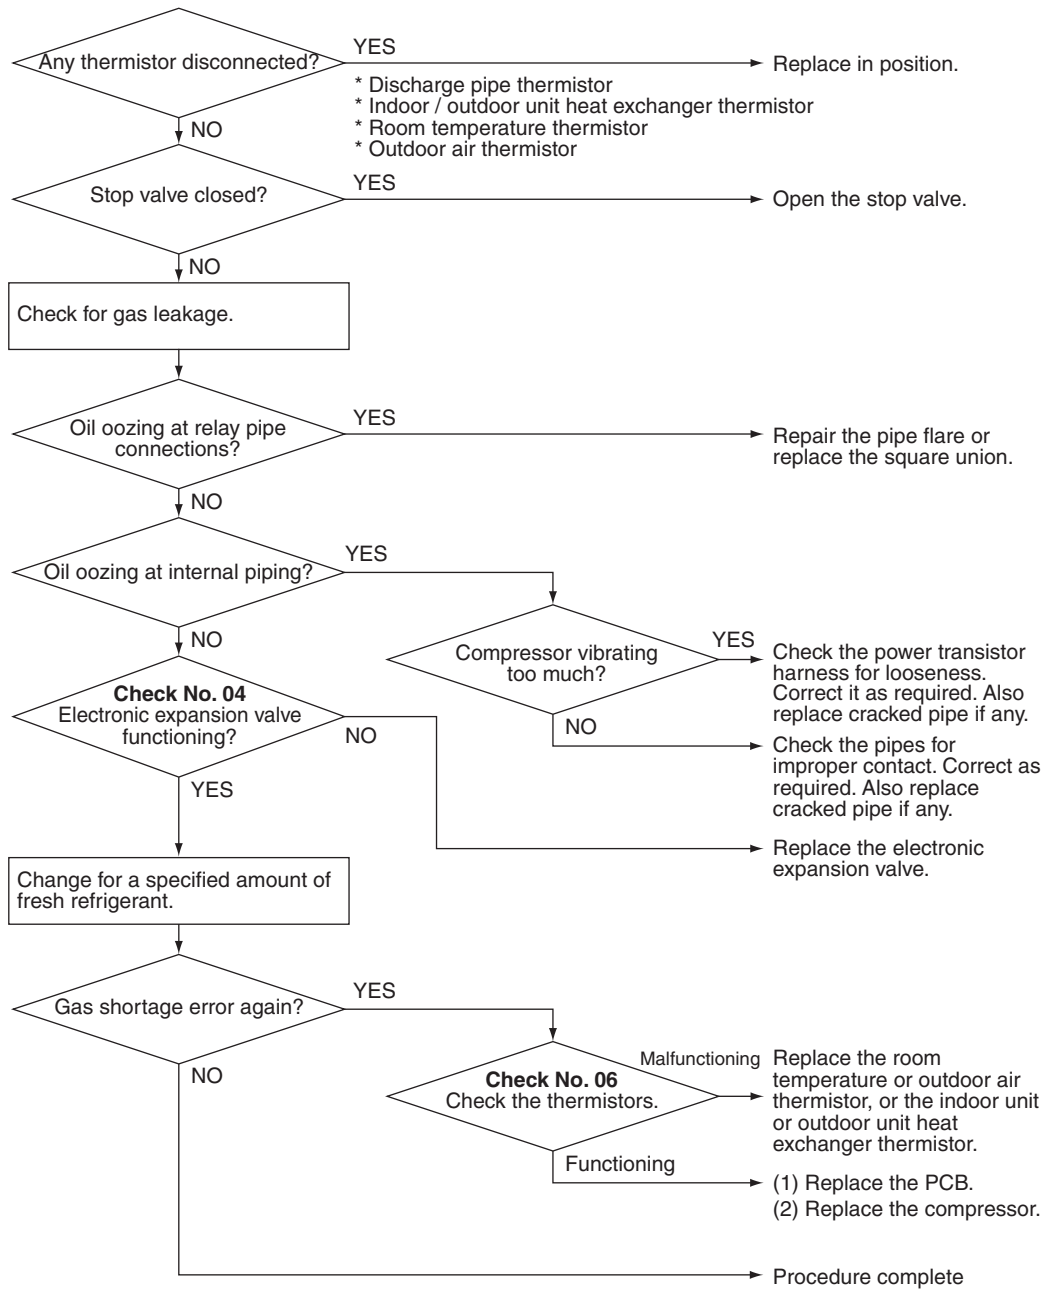 Any thermistor disconnected?
YES
Replace in position.
* Discharge pipe thermistor
* Indoor / outdoor unit heat exchanger thermistor
* Room temperature thermistor
* Outdoor air thermistor
NO
Stop valve closed?
YES
Open the stop valve.
NO
Check for gas leakage.
Oil oozing at relay pipe
connections?
YES
Repair the pipe flare or
replace the square union.
NO
Oil oozing at internal piping?
YES
Compressor vibrating
too much?
YES
Check the power transistor
harness for looseness.
Correct it as required. Also
replace cracked pipe if any.
NO
Check the pipes for
improper contact. Correct as
required. Also replace
cracked pipe if any.
NO
Check No. 04
Electronic expansion valve
functioning?
NO
Replace the electronic
expansion valve.
YES
Change for a specified amount of
fresh refrigerant.
Gas shortage error again?
YES
Check No. 06
Check the thermistors.
Malfunctioning
Replace the room
temperature or outdoor air
thermistor, or the indoor unit
or outdoor unit heat
exchanger thermistor.
Functioning
(1) Replace the PCB.
(2) Replace the compressor.
NO
Procedure complete